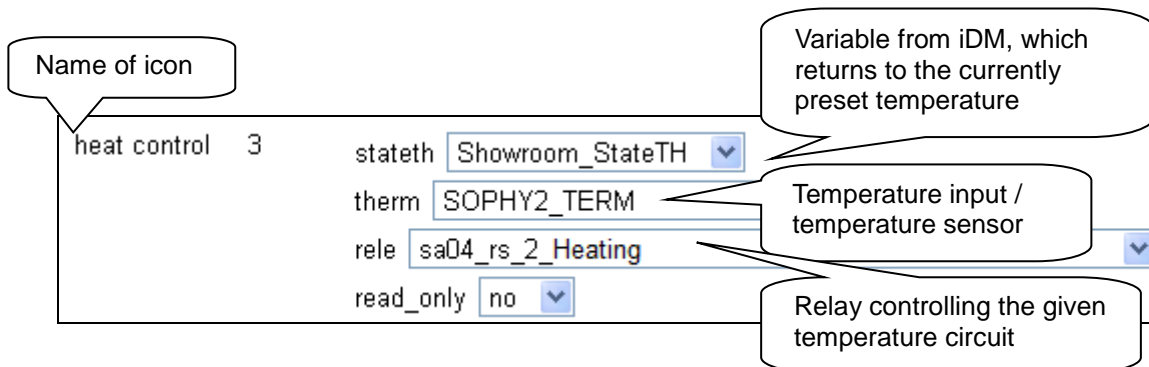 Name of icon
Variable from iDM, which
returns to the currently
preset temperature
heat control 3
stateth Showroom_StateTH
therm SOPHY2_TERM
Temperature input /
temperature sensor
rele sa04_rs_2_Heating
read_only no
Relay controlling the given
temperature circuit